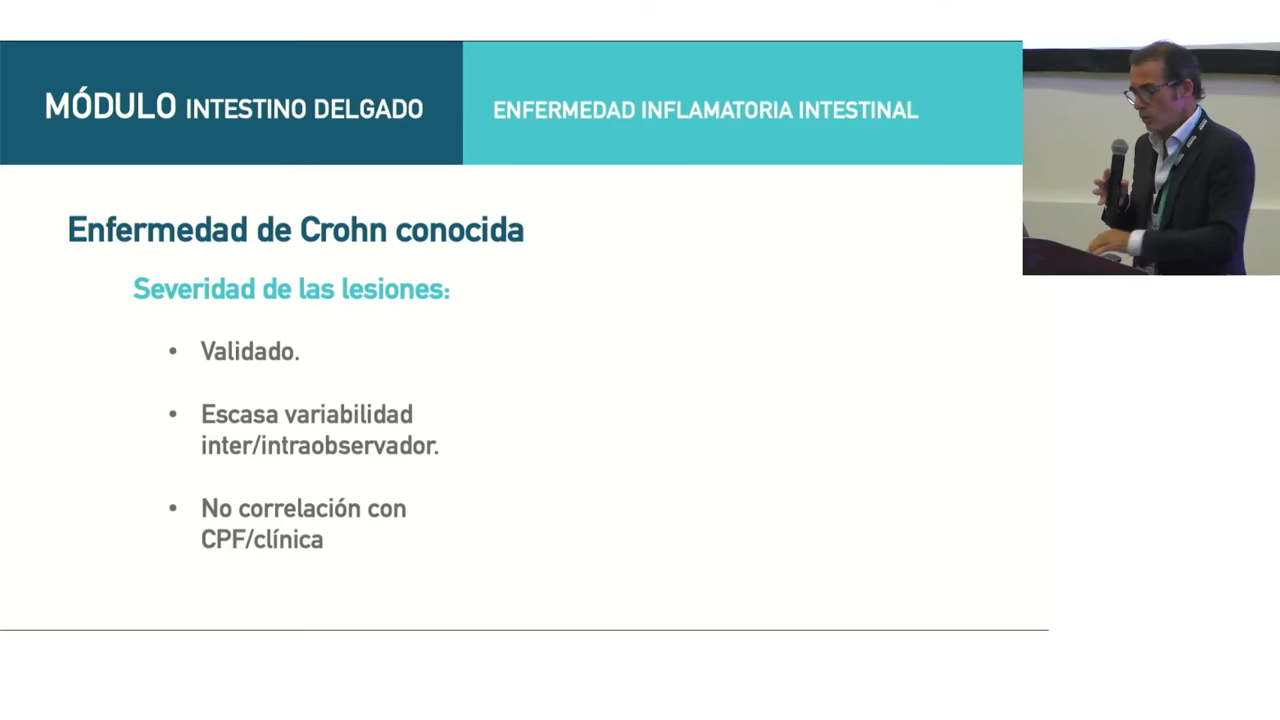 MÓDULO INTESTINO DELGADO
ENFERMEDAD INFLAMATORIA INTESTINAL
Enfermedad de Crohn conocida
Severidad de las lesiones:
• Validado.
• Escasa variabilidad
inter/intraobservador.
• No correlación con
CPF/clínica